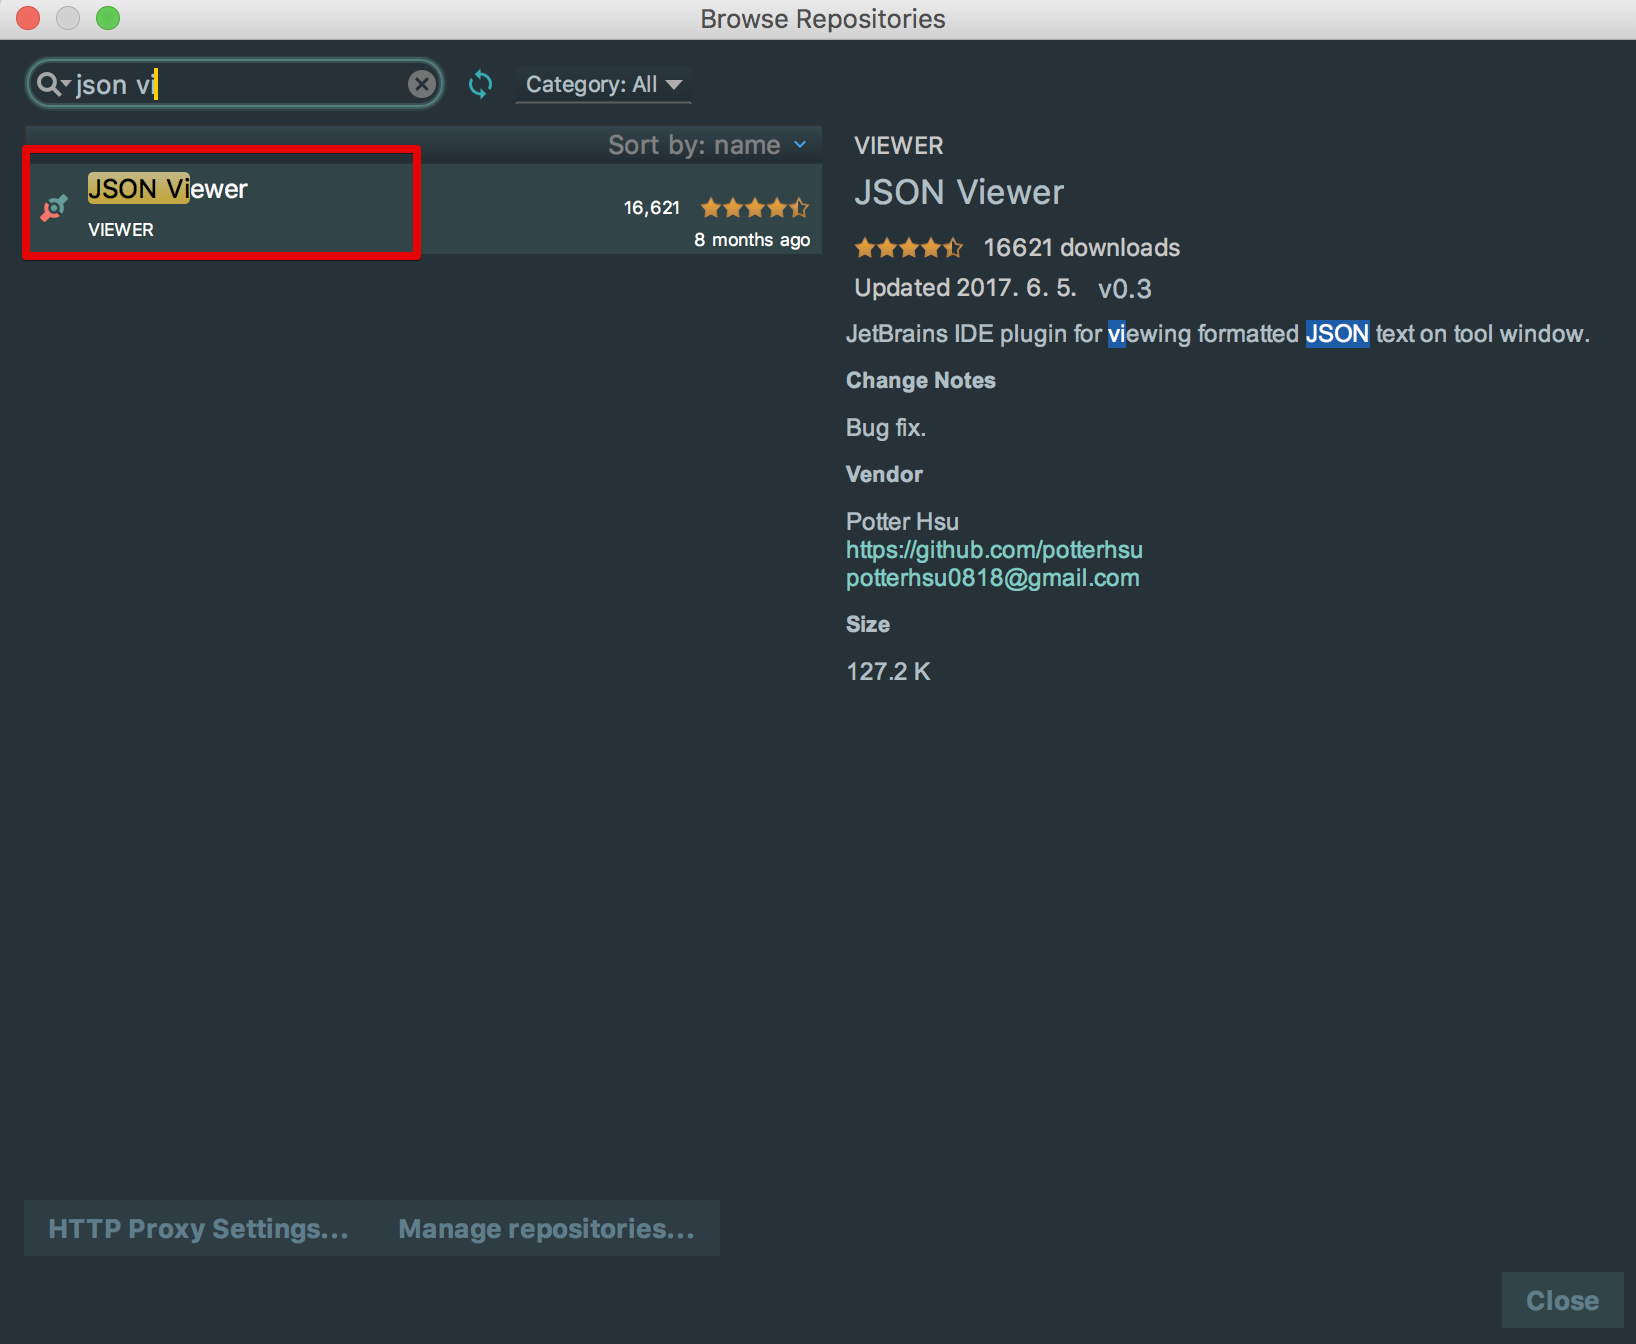 Browse Repositories
json vi
Category: All
Sort by: name
JSON Viewer
VIEWER
16,621
8 months ago
VIEWER
JSON Viewer
16621 downloads
Updated 2017. 6. 5. v0.3
JetBrains IDE plugin for viewing formatted JSON text on tool window.
Change Notes
Bug fix.
Vendor
Potter Hsu
https://github.com/potterhsu
potterhsu0818@gmail.com
Size
127.2 K
HTTP Proxy Settings... Manage repositories...
Close